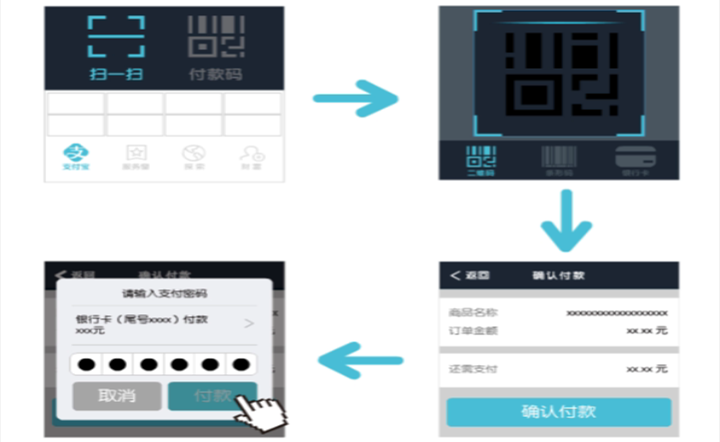 扫一扫
付款码
支付宝
服务窗
探索
财富
二维码
条形码
银行卡
返回
确认付款
商品名称
xxxxxxxxxxxxxxxxxx
订单金额
xx.xx 元
还需支付
xx.xx 元
确认付款
返回
确认付款
请输入支付密码
银行卡（尾号xxxx）付款
xxx元
取消
付款